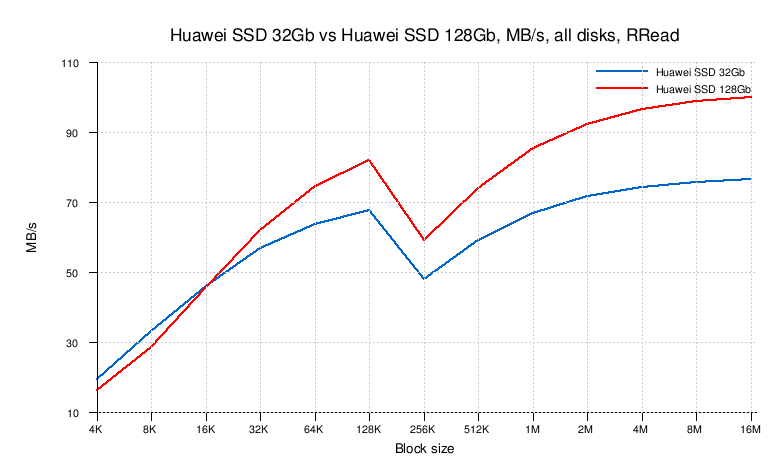 Huawei SSD 32Gb vs Huawei SSD 128Gb, MB/s, all disks, RRead
Huawei SSD 32Gb
Huawei SSD 128Gb
MB/s
110
90
70
50
30
10
4K 8K 16K 32K 64K 128K 256K 512K 1M 2M 4M 8M 16M
Block size